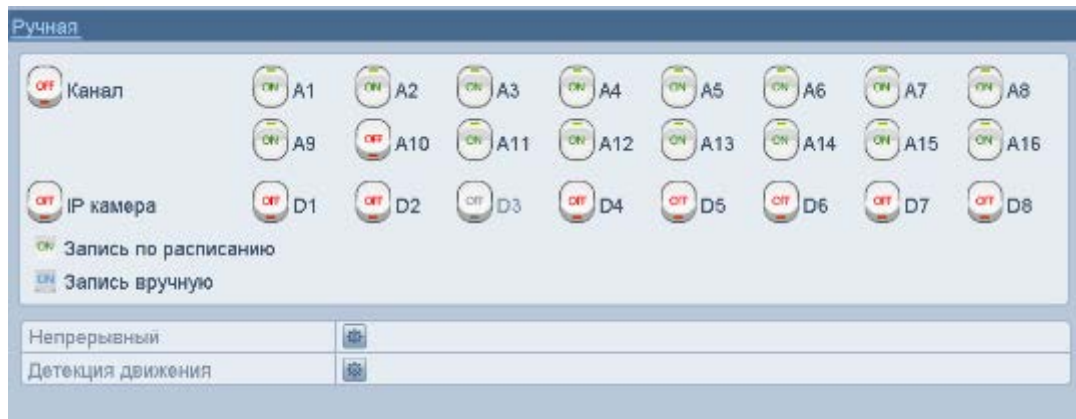 Ручная
OFF Канал ON A1 ON A2 ON A3 ON A4 ON A5 ON A6 ON A7 ON A8
ON A9 OFF A10 ON A11 ON A12 ON A13 ON A14 ON A15 ON A16
OFF IP камера OFF D1 OFF D2 OFF D3 OFF D4 OFF D5 OFF D6 OFF D7 OFF D8
ON Запись по расписанию
ON Запись вручную
Непрерывный
Детекция движения